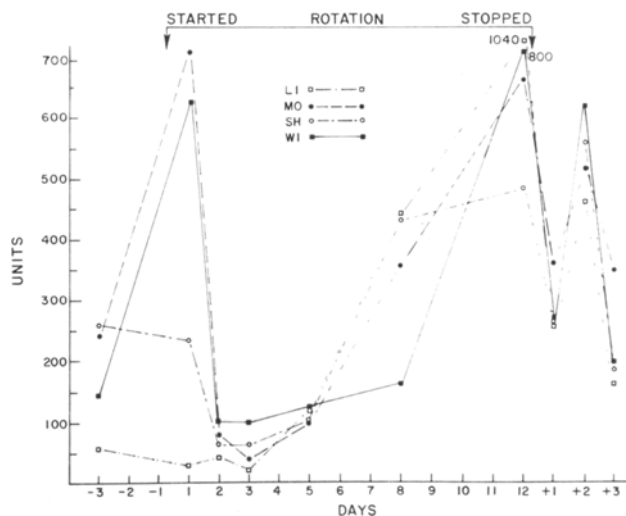 STARTED ROTATION STOPPED
1040
800
700
LI
MO
600
SH
WI
500
400
UNITS
300
200
100
-3 -2 -1 1 2 3 4 5 6 7 8 9 10 11 12 +1 +2 +3
DAYS